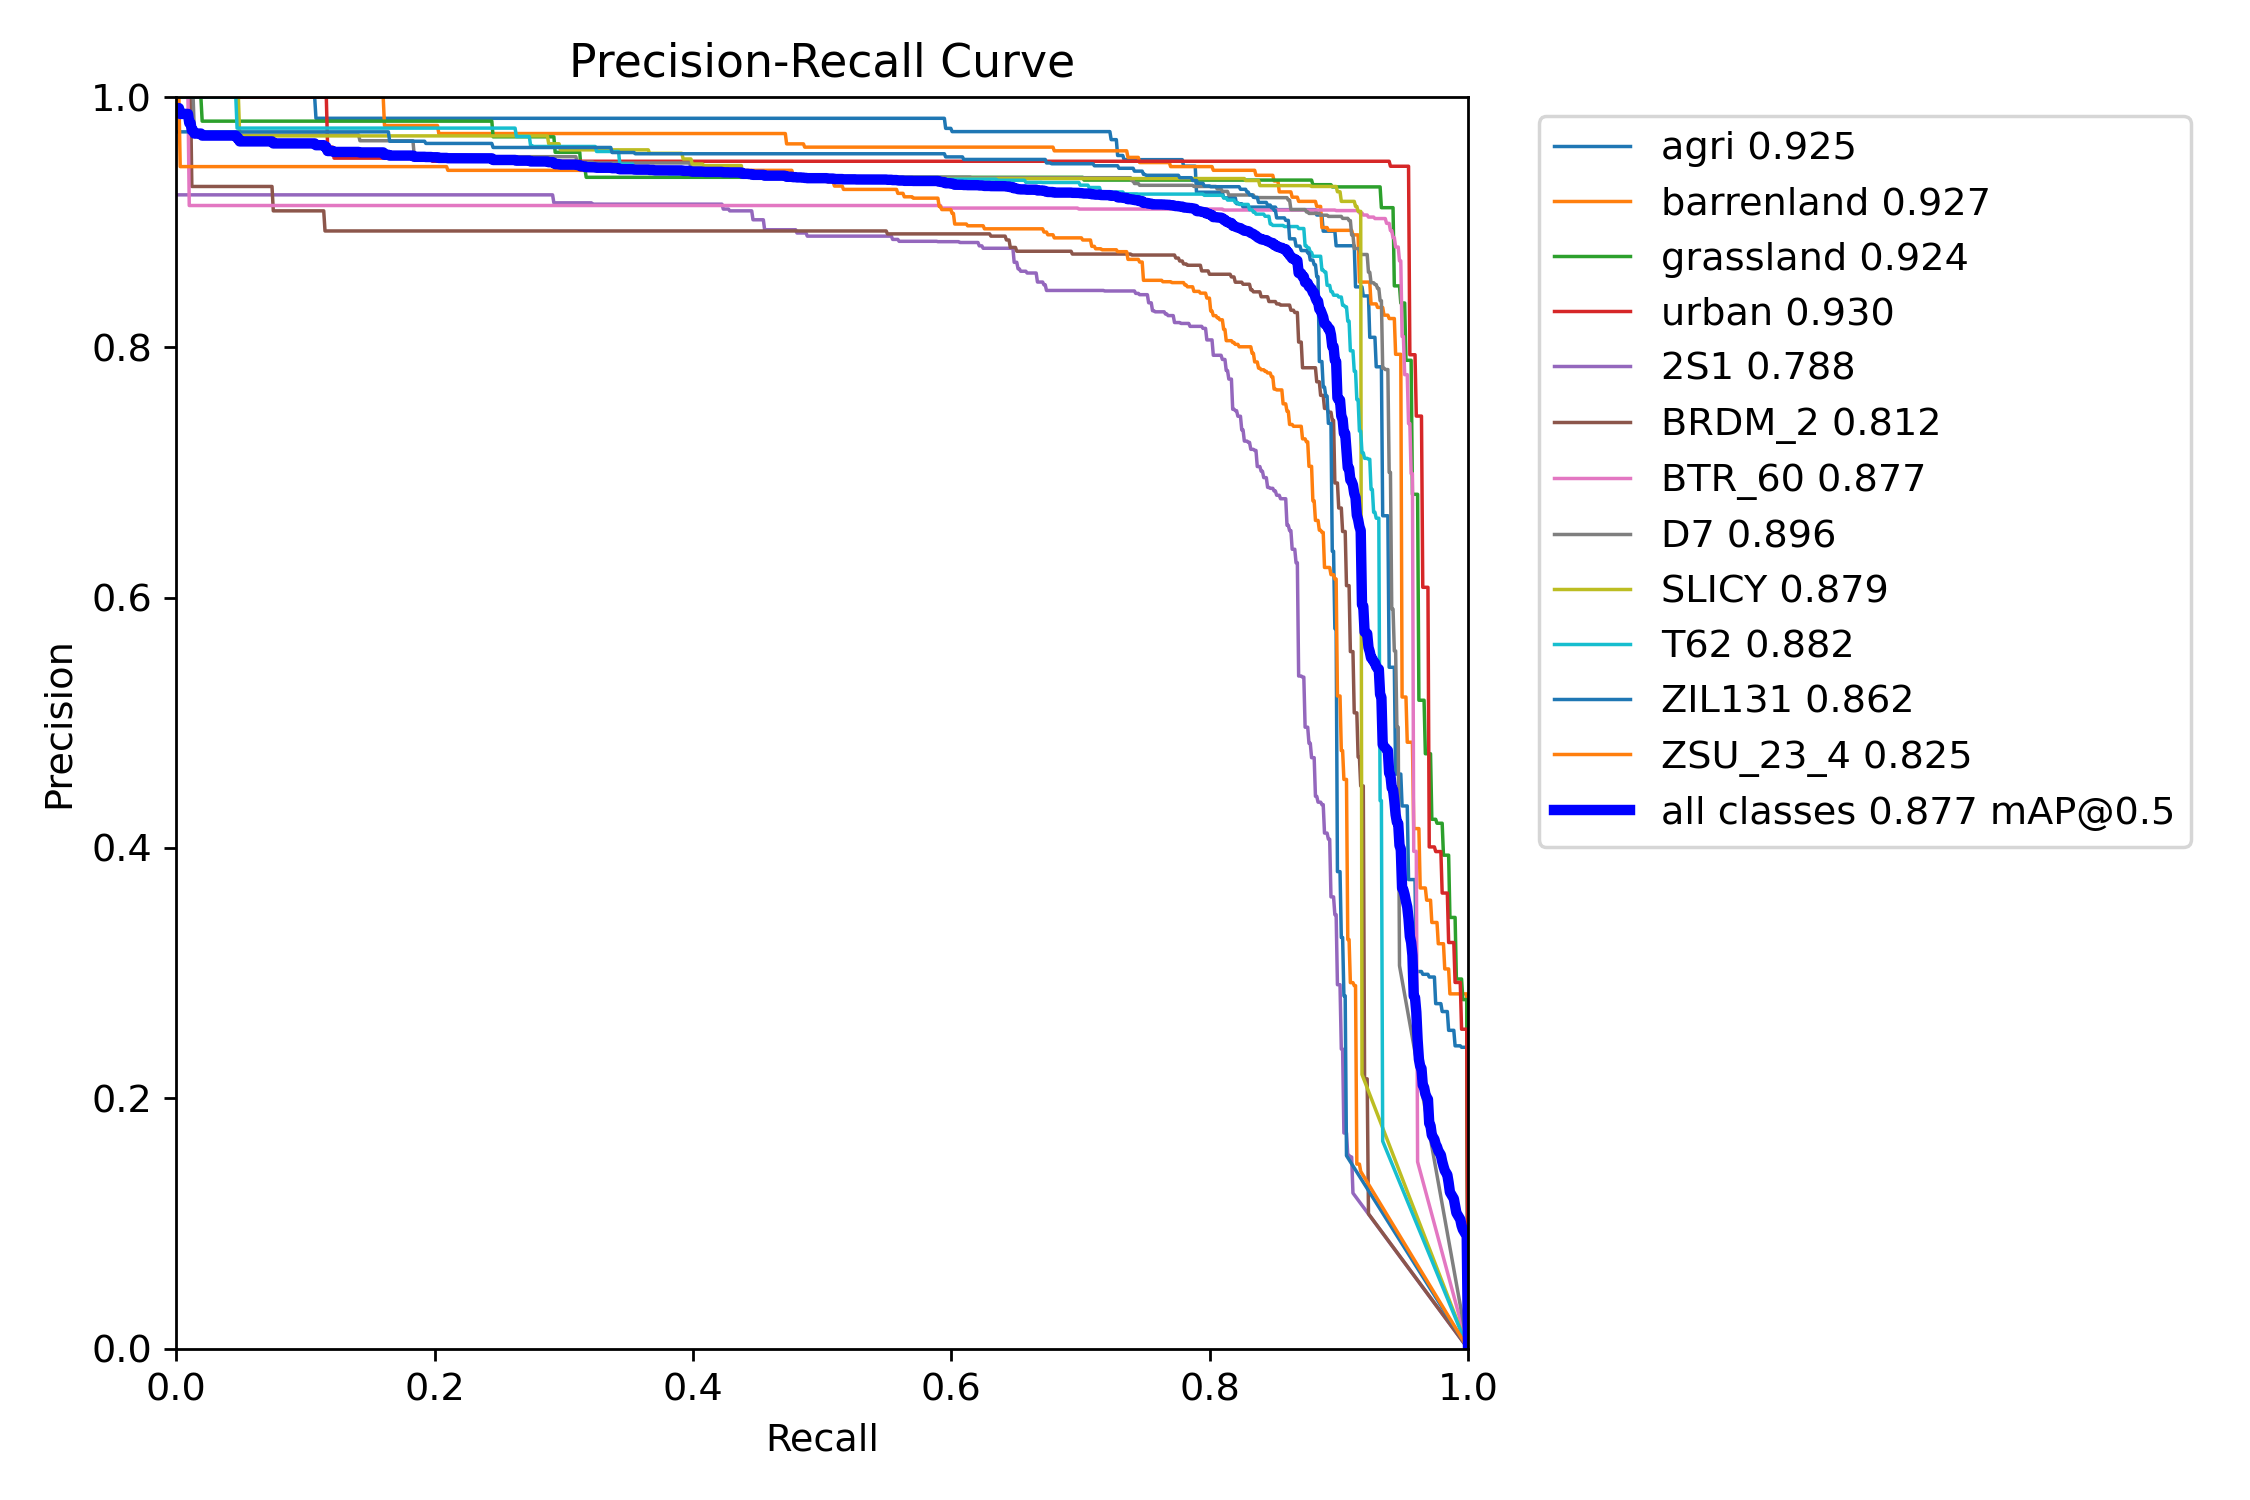 Precision-Recall Curve
1.0
0.8
0.6
0.4
0.2
0.0
Precision
0.0 0.2 0.4 0.6 0.8 1.0
Recall
agri 0.925
barrenland 0.927
grassland 0.924
urban 0.930
2S1 0.788
BRDM_2 0.812
BTR_60 0.877
D7 0.896
SLICY 0.879
T62 0.882
ZIL131 0.862
ZSU_23_4 0.825
all classes 0.877 mAP@0.5